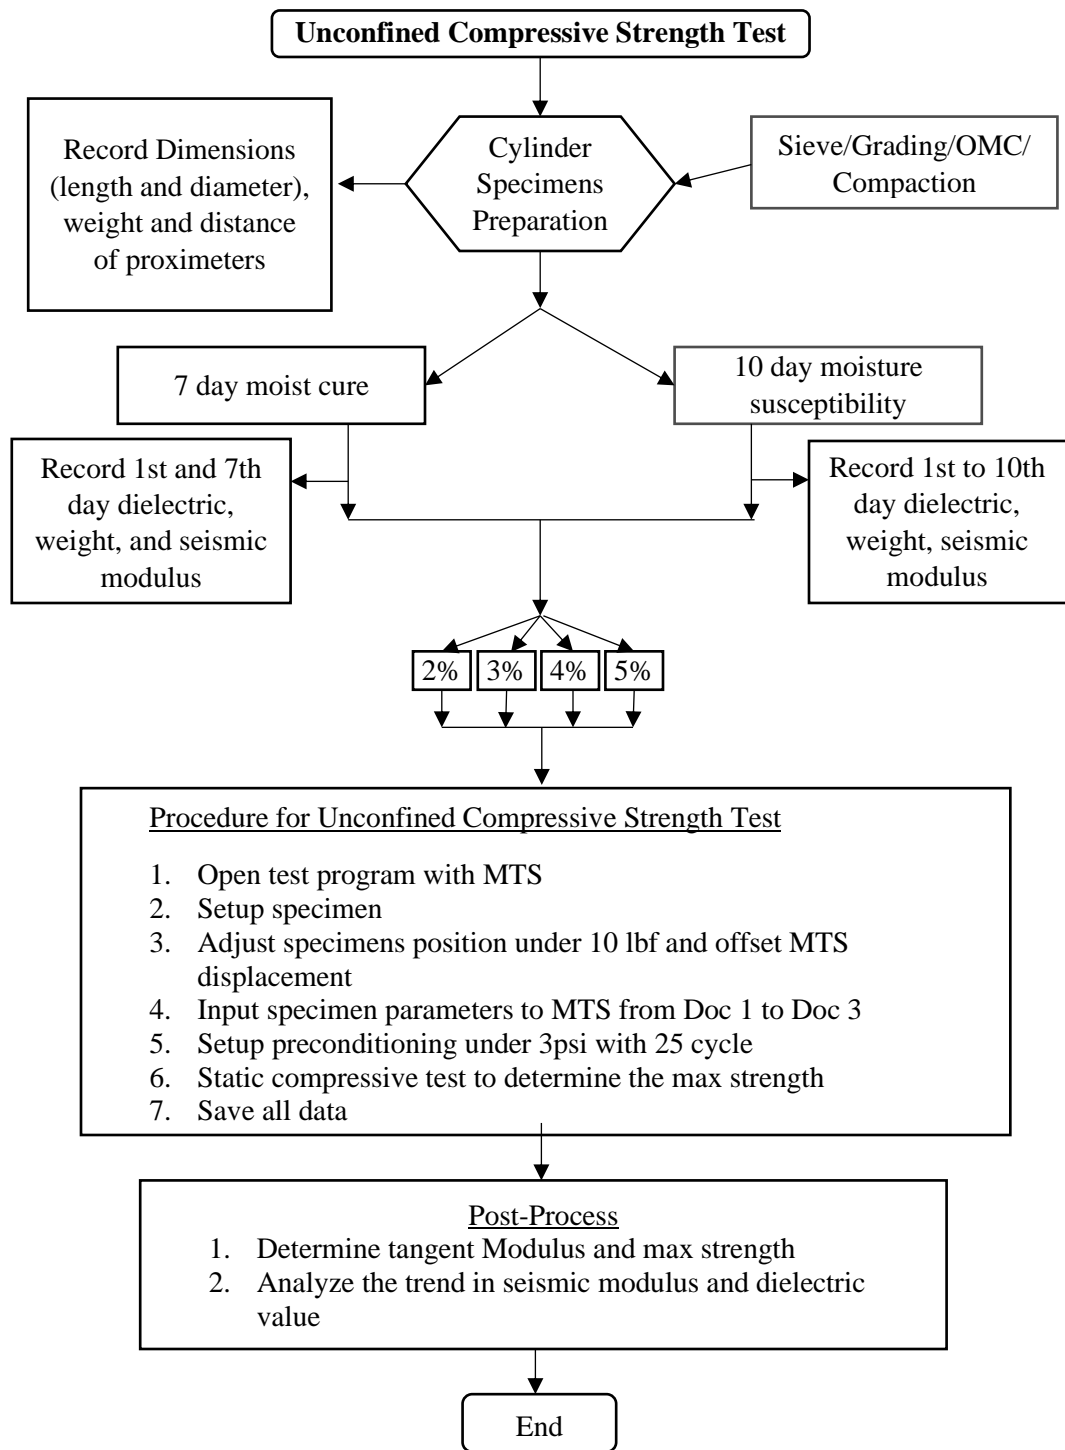 Unconfined Compressive Strength Test
Record Dimensions
(length and diameter),
weight and distance
of proximeters
Cylinder
Specimens
Preparation
Sieve/Grading/OMC/
Compaction
7 day moist cure
10 day moisture
susceptibility
Record 1st and 7th
day dielectric,
weight, and seismic
modulus
Record 1st to 10th
day dielectric,
weight, seismic
modulus
2%
3%
4%
5%
Procedure for Unconfined Compressive Strength Test
1. Open test program with MTS
2. Setup specimen
3. Adjust specimens position under 10 lbf and offset MTS
displacement
4. Input specimen parameters to MTS from Doc 1 to Doc 3
5. Setup preconditioning under 3psi with 25 cycle
6. Static compressive test to determine the max strength
7. Save all data
Post-Process
1. Determine tangent Modulus and max strength
2. Analyze the trend in seismic modulus and dielectric
value
End